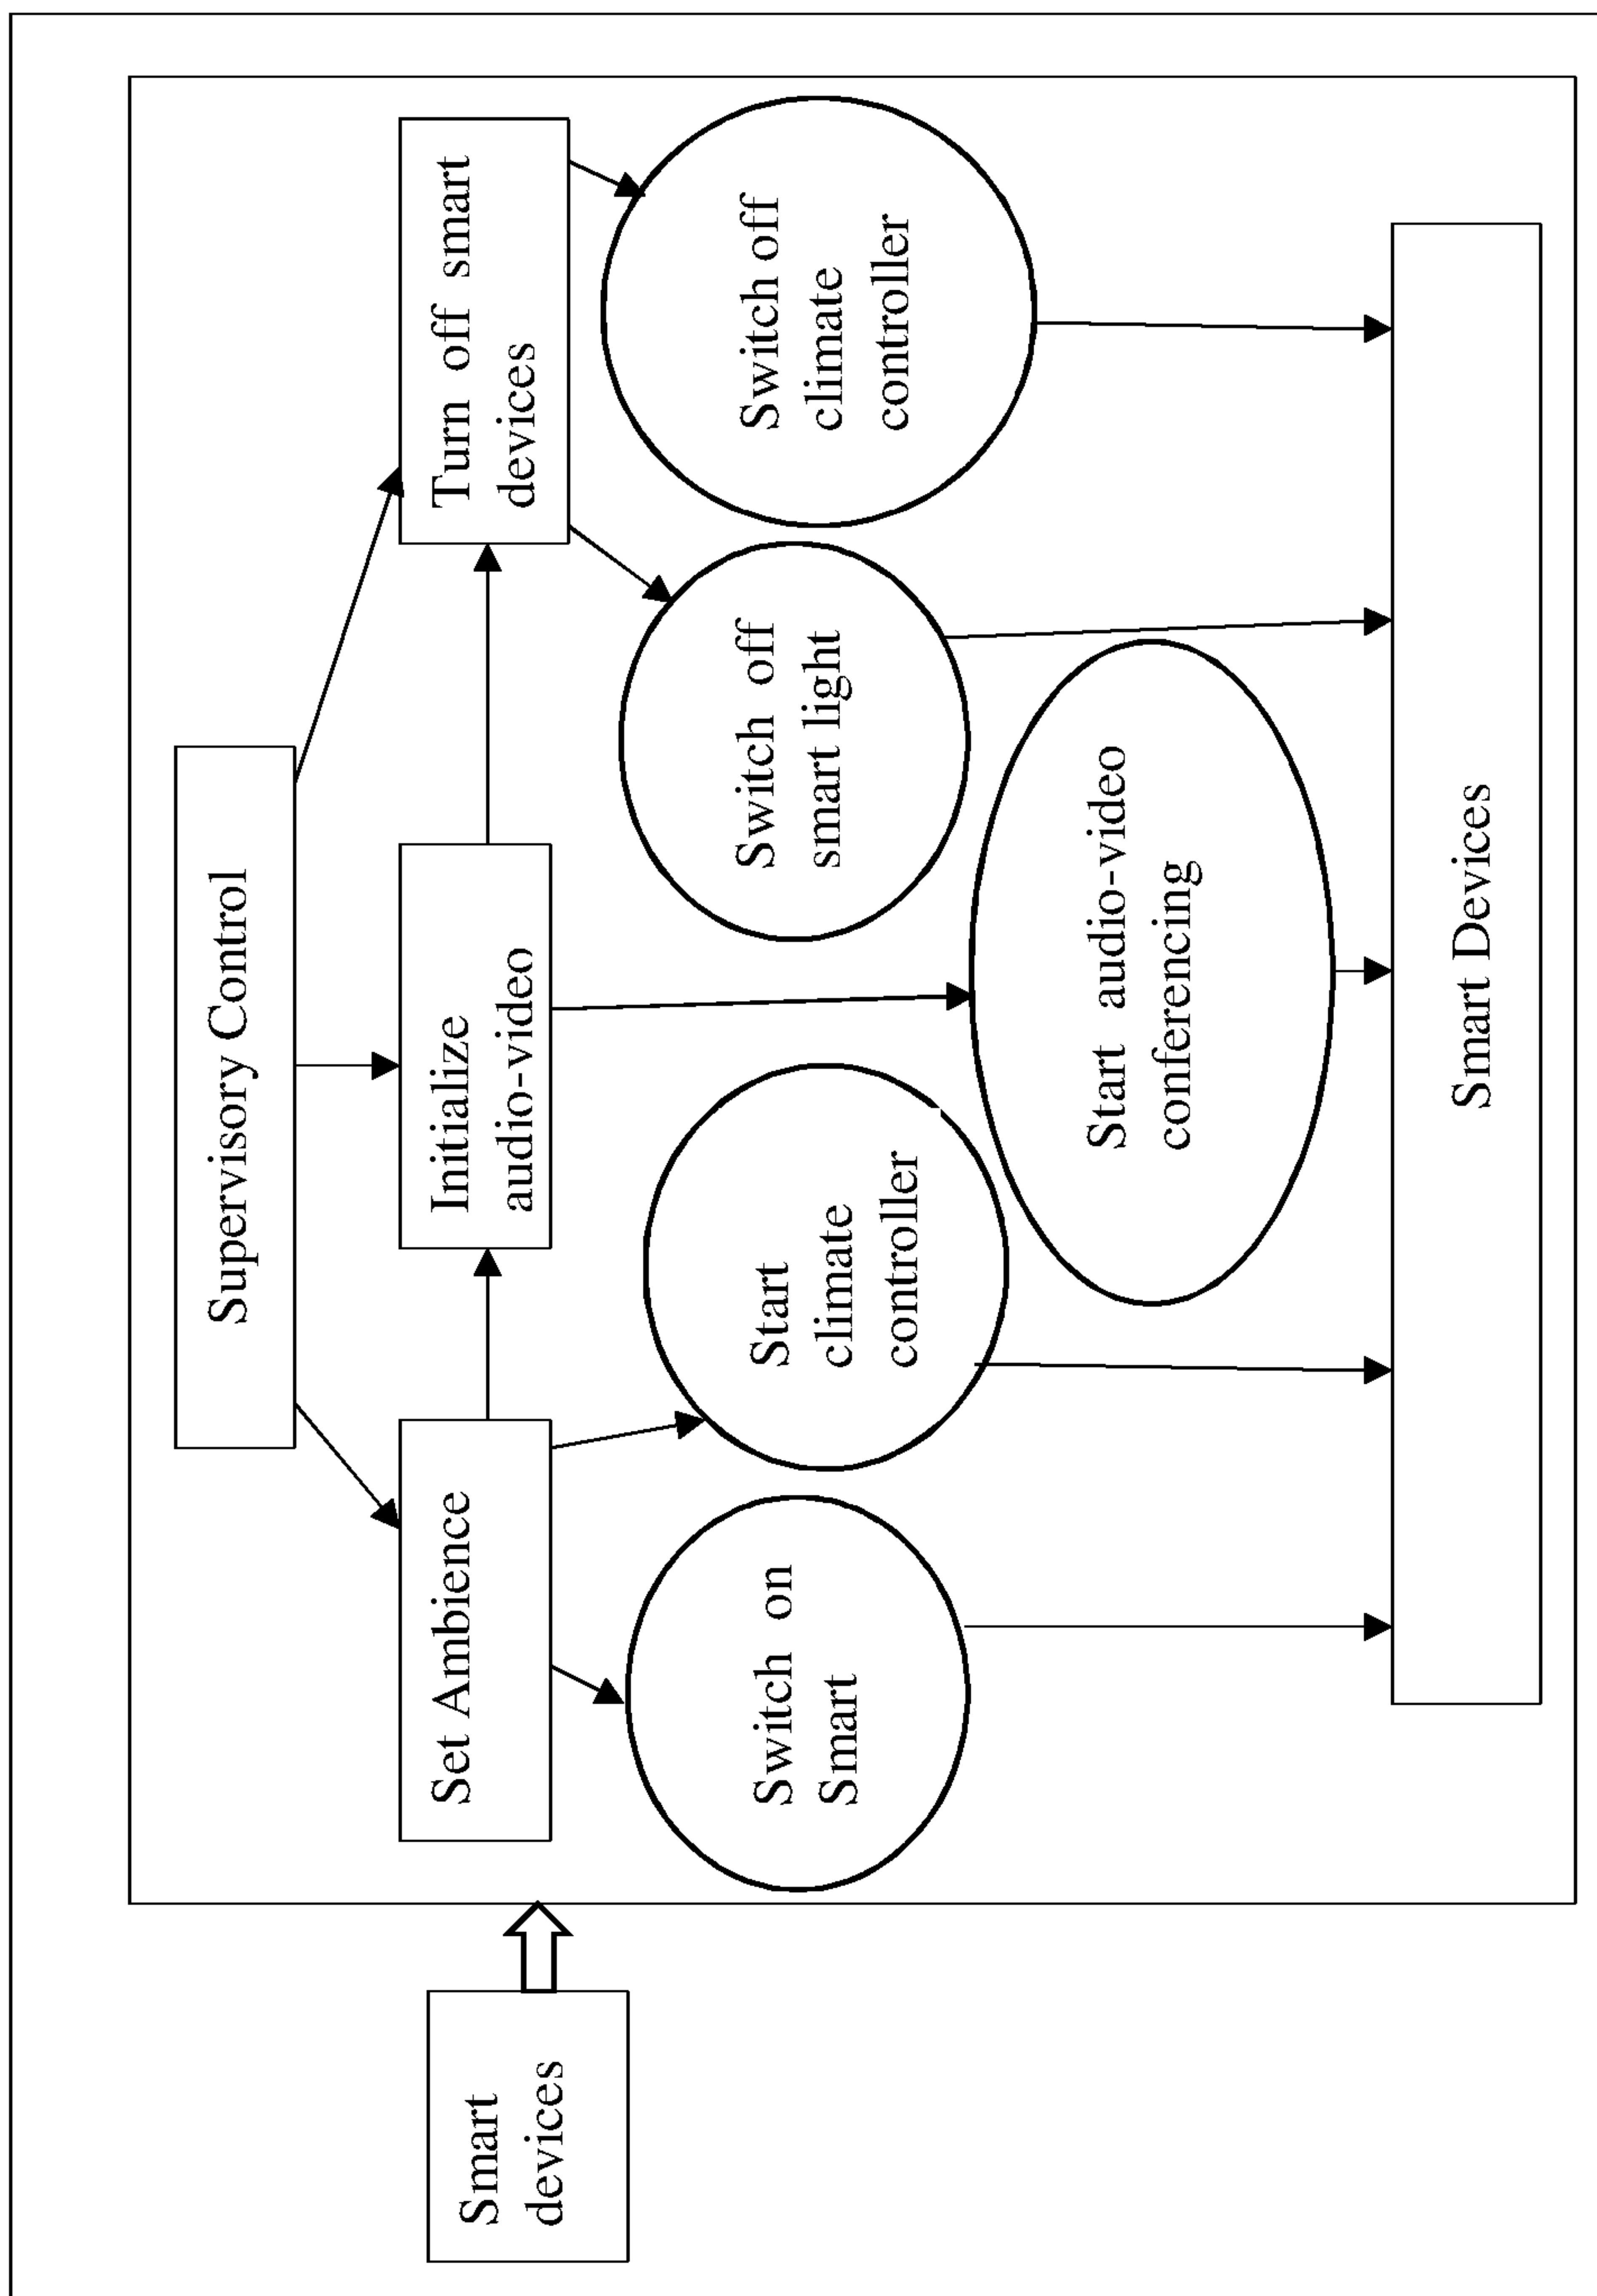 Supervisory Control
Set Ambience
Initialize
audio-video
Turn off smart
devices
Switch on
Smart
Start
climate
controller
Switch off
smart light
Switch off
climate
controller
Start audio-video
conferencing
Smart Devices
Smart
devices